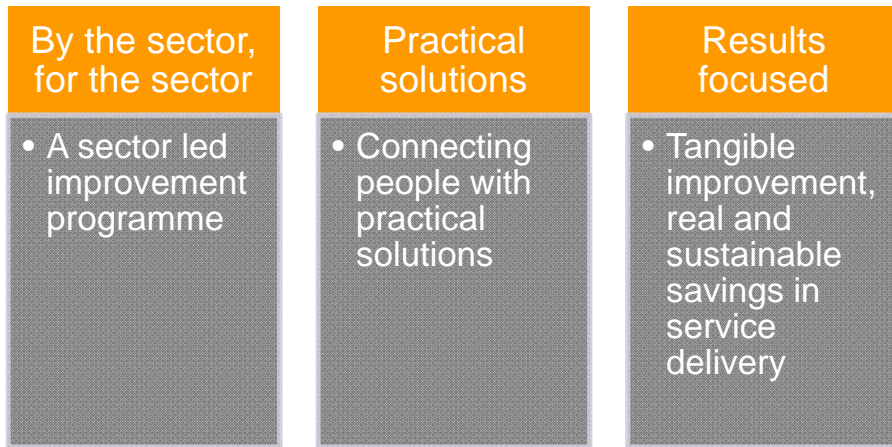 By the sector,
for the sector
• A sector led
improvement
programme
Practical
solutions
• Connecting
people with
practical
solutions
Results
focused
• Tangible
improvement,
real and
sustainable
savings in
service
delivery